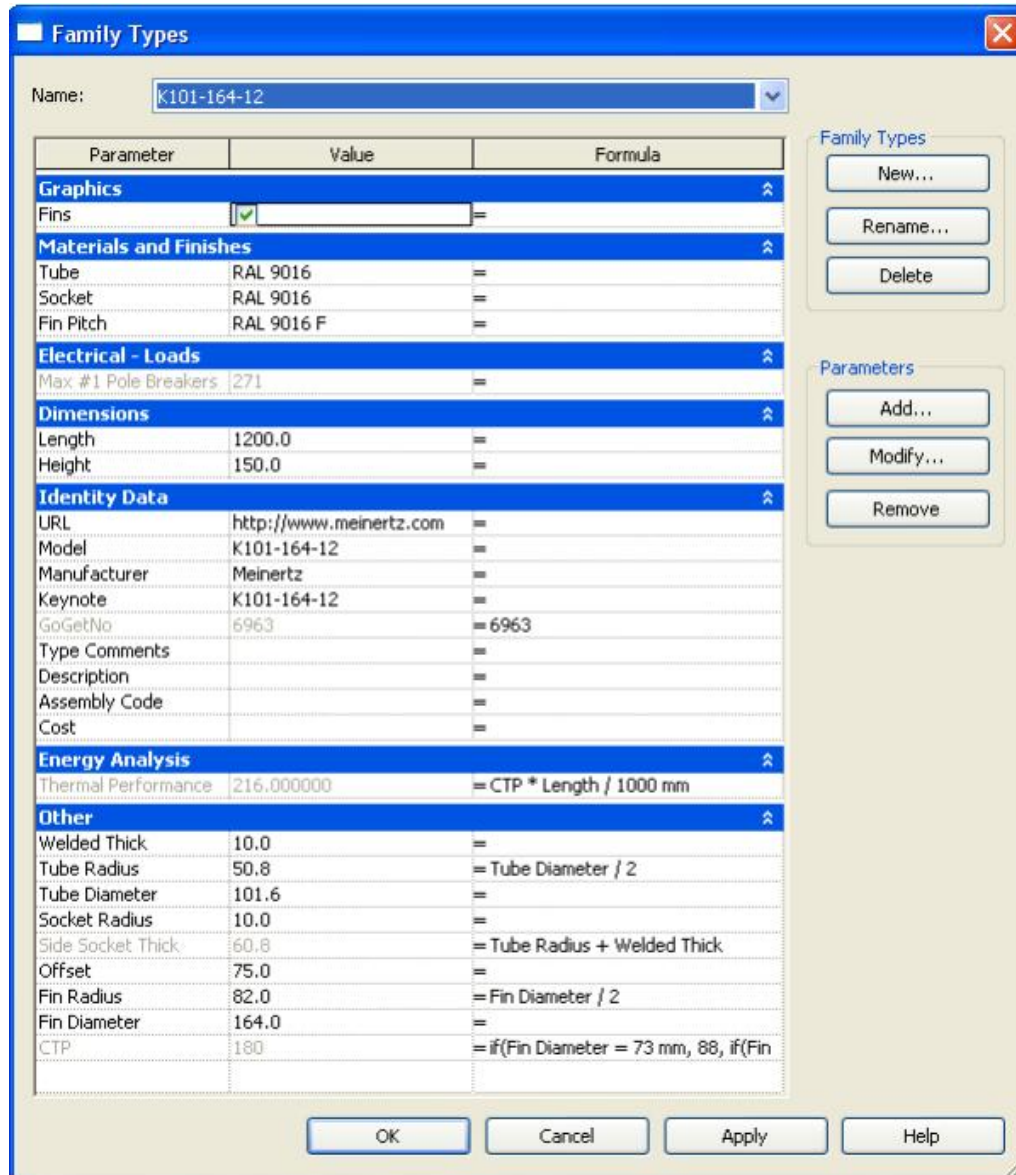 Family Types
Name: K101-164-12
Parameter Value Formula
Graphics
Fins =
Materials and Finishes
Tube RAL 9016 =
Socket RAL 9016 =
Fin Pitch RAL 9016 F =
Electrical - Loads
Max #1 Pole Breakers 271 =
Dimensions
Length 1200.0 =
Height 150.0 =
Identity Data
URL http://www.meinertz.com =
Model K101-164-12 =
Manufacturer Meinertz =
Keynote K101-164-12 =
GoGetNo 6963 = 6963
Type Comments =
Description =
Assembly Code =
Cost =
Energy Analysis
Thermal Performance 216.000000 = CTP * Length / 1000 mm
Other
Welded Thick 10.0 =
Tube Radius 50.8 = Tube Diameter / 2
Tube Diameter 101.6 =
Socket Radius 10.0 =
Side Socket Thick 60.8 = Tube Radius + Welded Thick
Offset 75.0 =
Fin Radius 82.0 = Fin Diameter / 2
Fin Diameter 164.0 =
CTP 180 = if(Fin Diameter = 73 mm, 88, if(Fin
Family Types
New...
Rename...
Delete
Parameters
Add...
Modify...
Remove
OK Cancel Apply Help